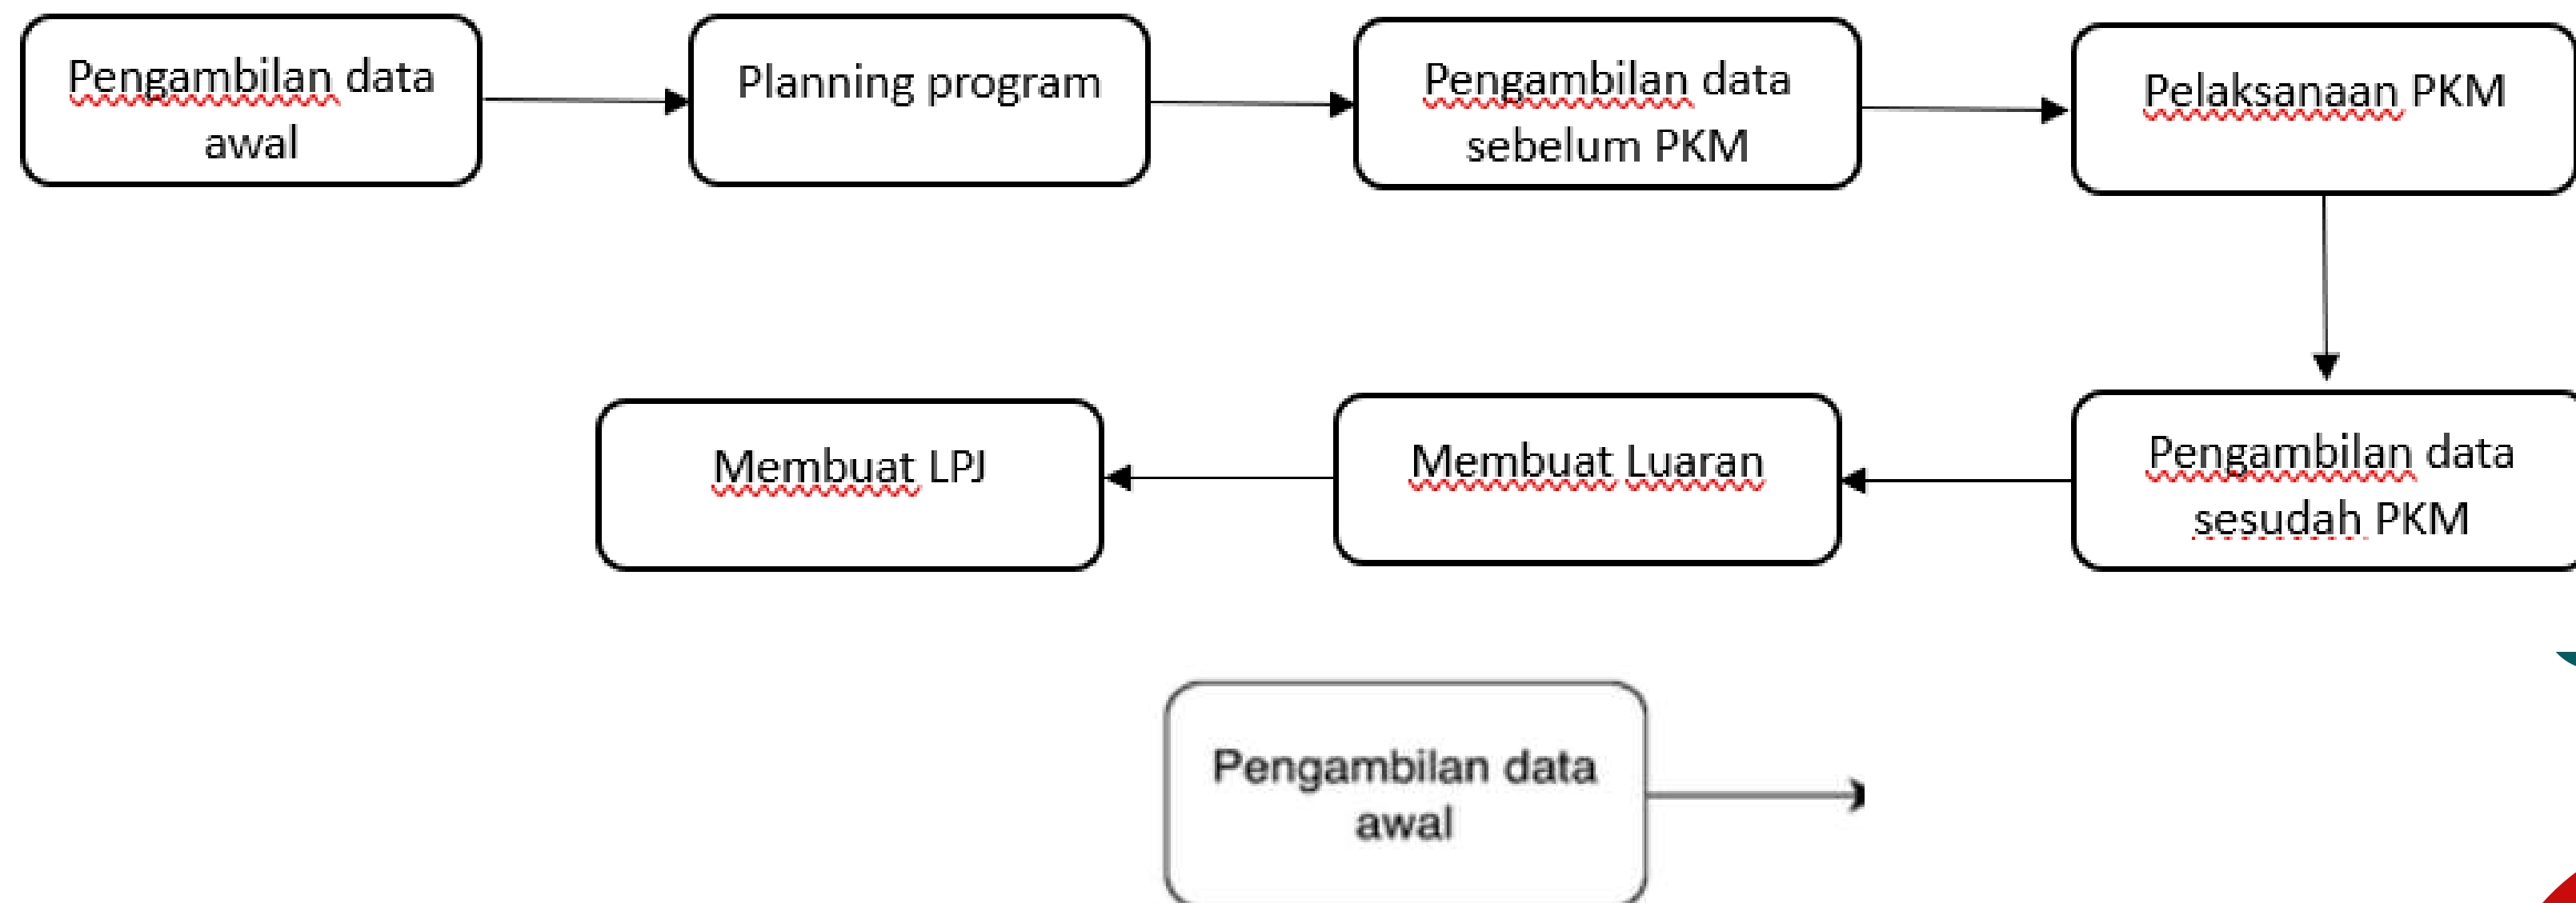 Pengambilan data
awal
Planning program
Pengambilan data
sebelum PKM
Pelaksanaan PKM
Pengambilan data
sesudah PKM
Membuat Luaran
Membuat LPJ
Pengambilan data
awal